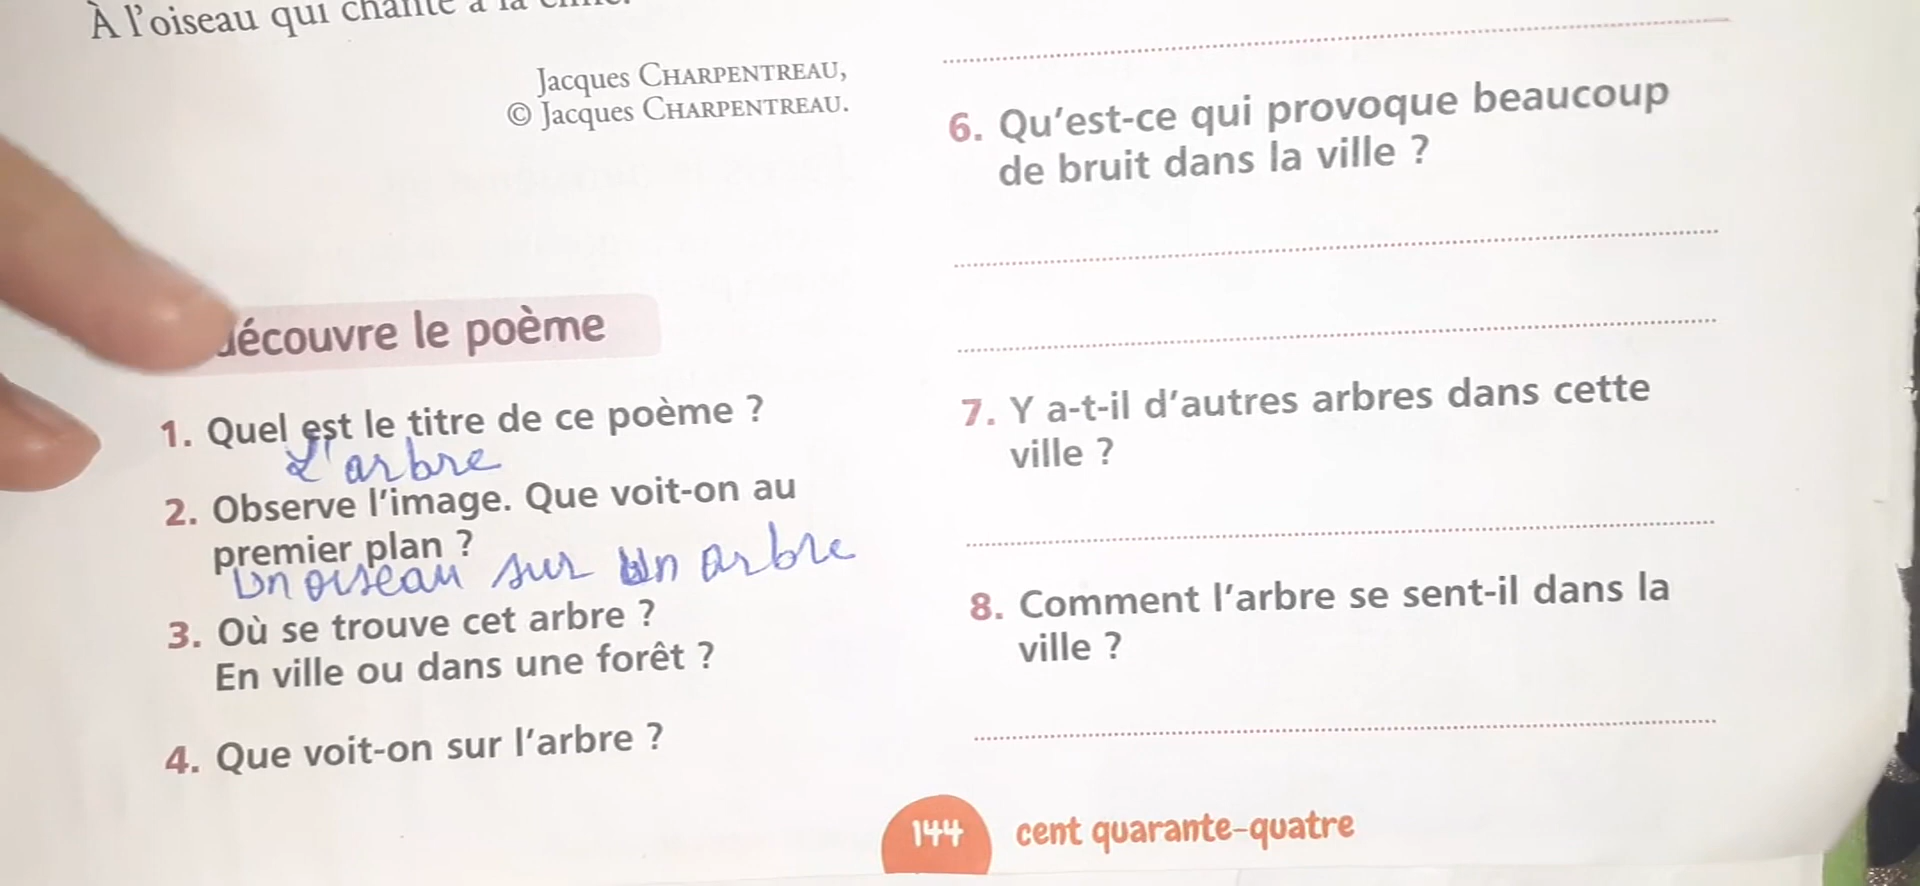 À l'oiseau qui chante à la
Jacques CHARPENTREAU,
© Jacques CHARPENTREAU.
découvre le poème
1. Quel est le titre de ce poème ?
L'arbre
2. Observe l'image. Que voit-on au
premier plan ?
Un oiseau sur un arbre
3. Où se trouve cet arbre ?
En ville ou dans une forêt ?
4. Que voit-on sur l'arbre ?
6. Qu'est-ce qui provoque beaucoup
de bruit dans la ville ?
7. Y a-t-il d'autres arbres dans cette
ville ?
8. Comment l'arbre se sent-il dans la
ville ?
144 cent quarante-quatre